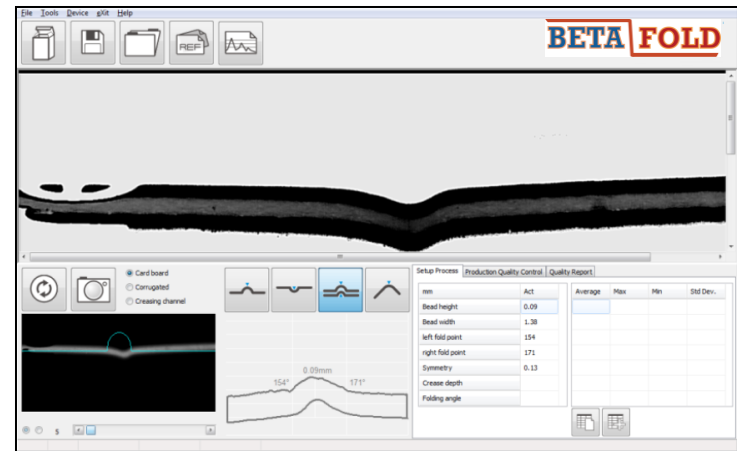 File Tools Device eXit Help
BETA FOLD
REF
Card board
Corrugated
Creasing channel
5
0.09mm
154° 171°
Setup Process Production Quality Control Quality Report
mm Act Average Max Min Std Dev.
Bead height 0.09
Bead width 1.38
left fold point 154
right fold point 171
Symmetry 0.13
Crease depth
Folding angle